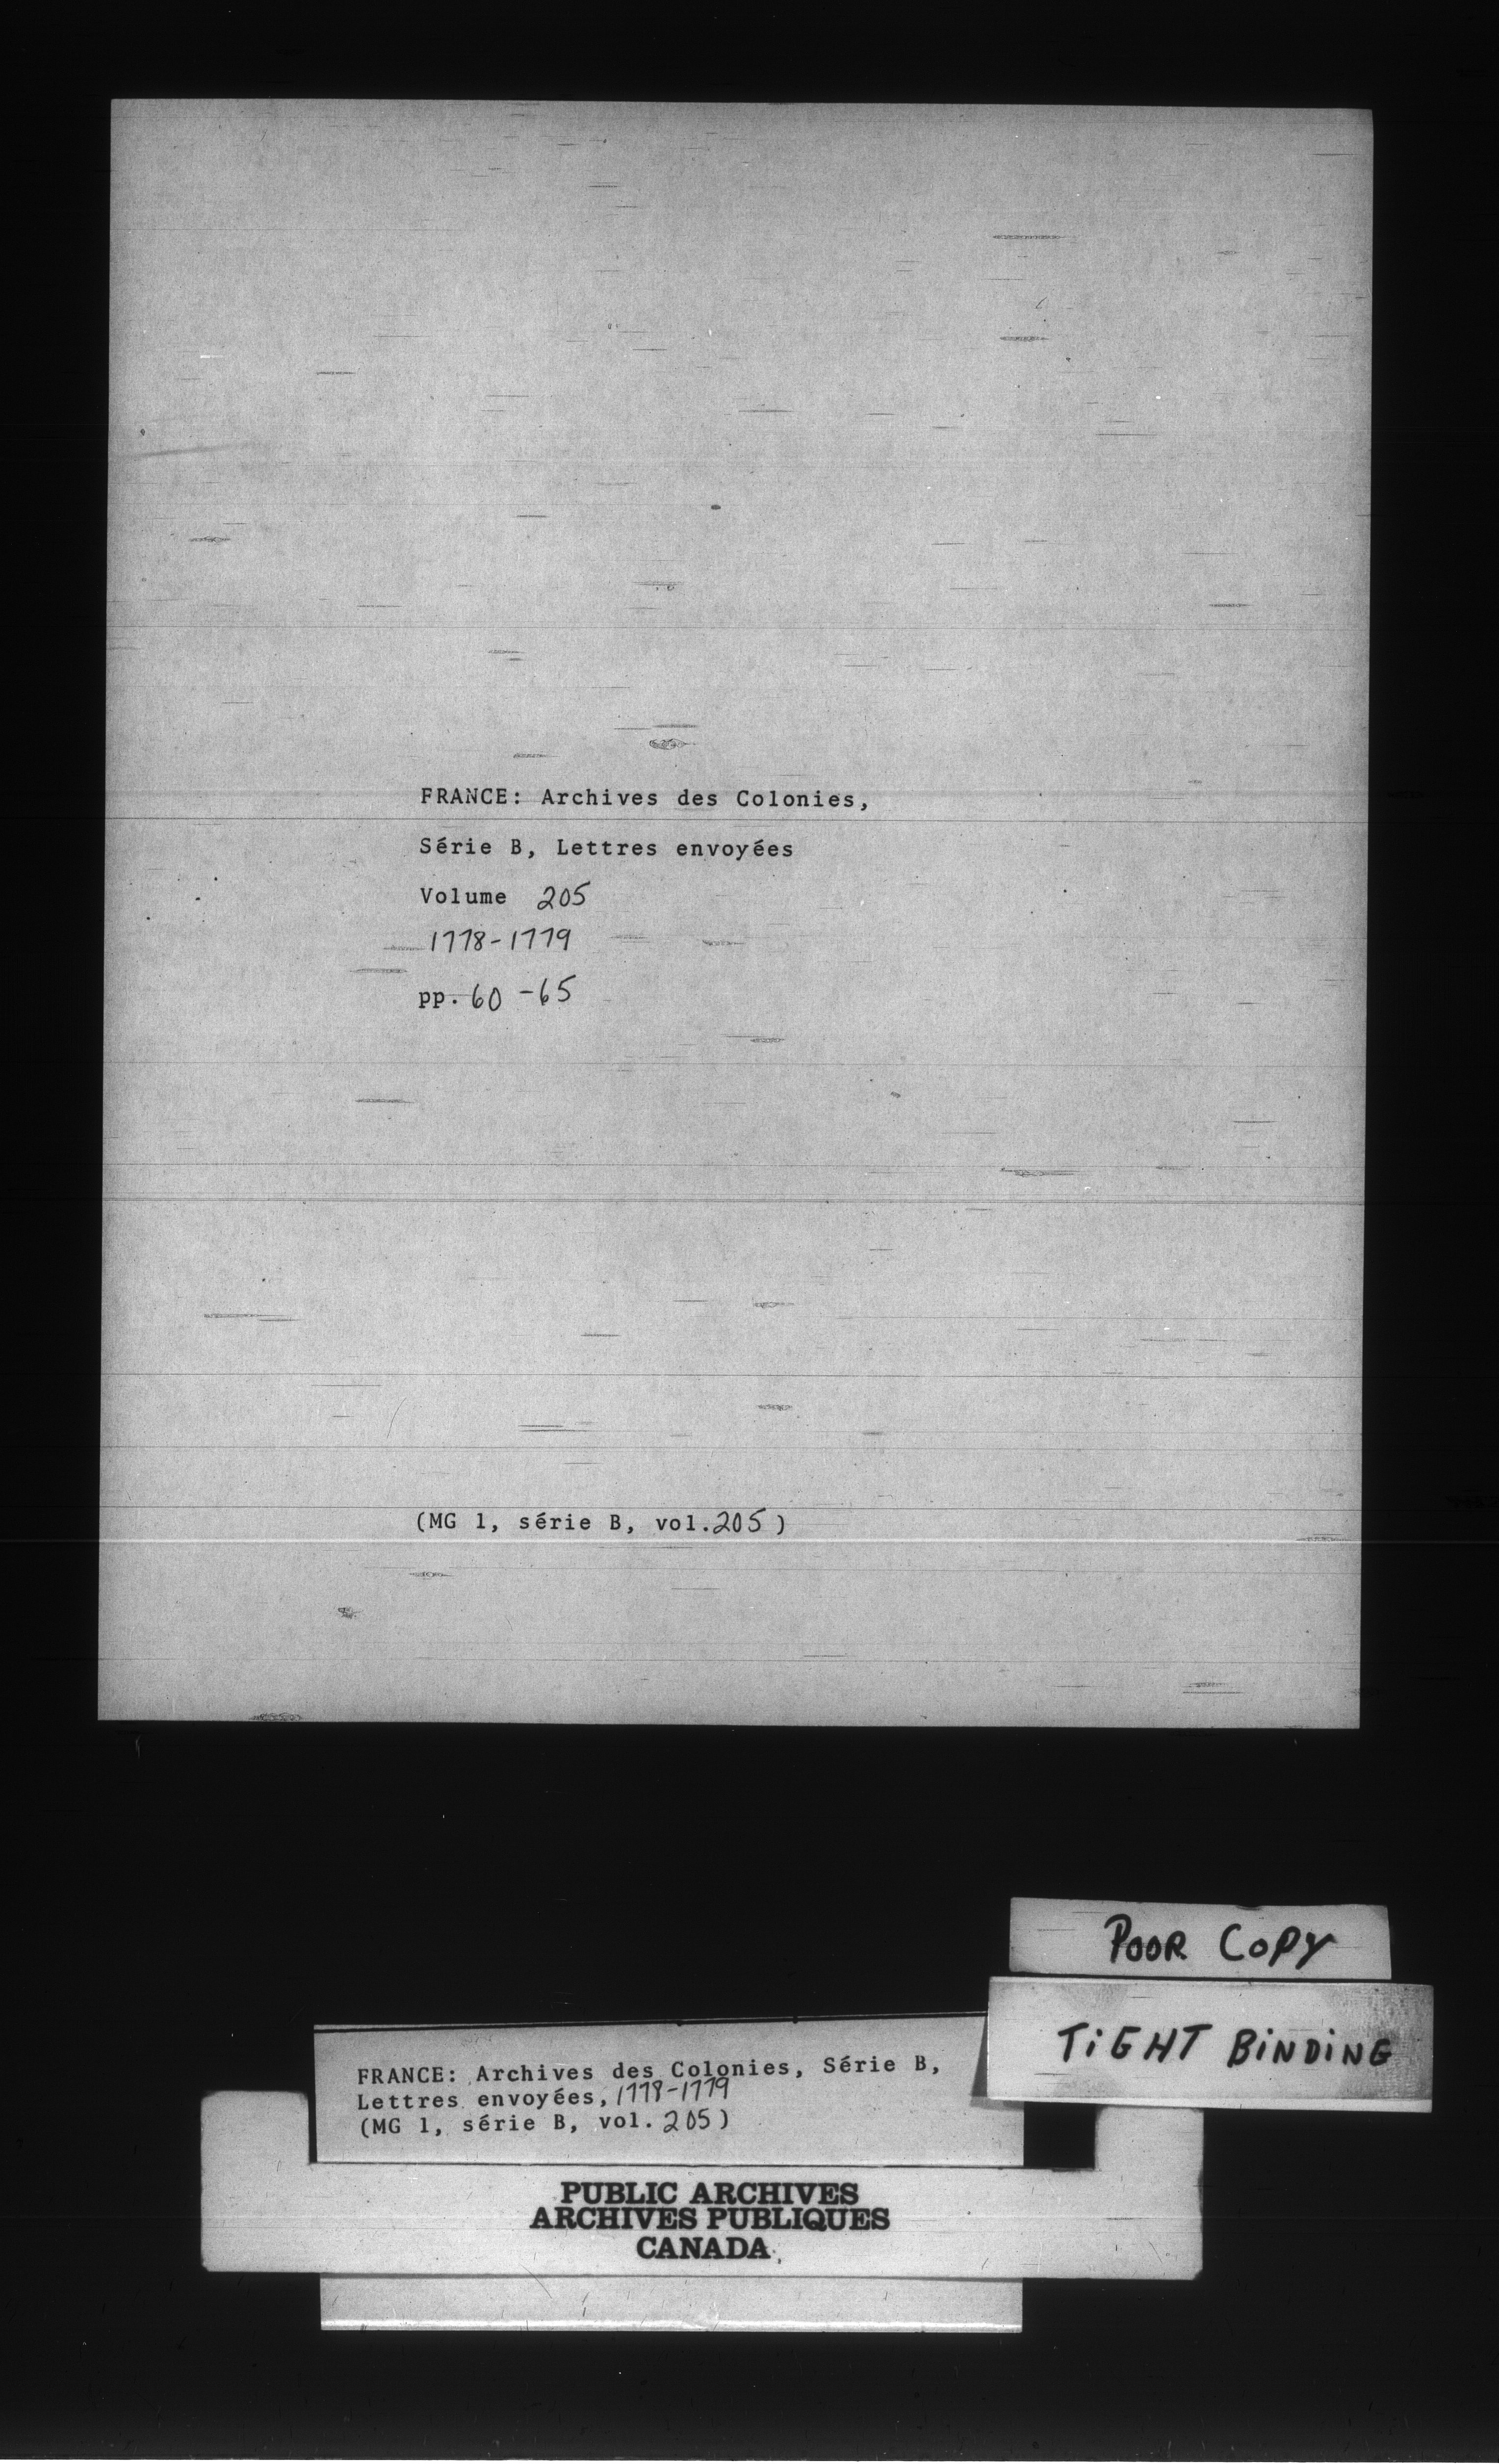 FRANCE: Archives des Colonies,
Série B, Lettres envoyées
Volume 205
1778-1779
pp. 60-65
(MG 1, série B, vol. 205)
POOR COPY
TiGHT BiNDiNG
FRANCE: Archives des Colonies, Série B,
Lettres envoyées, 1778-1779
(MG 1, série B, vol. 205)
PUBLIC ARCHIVES
ARCHIVES PUBLIQUES
CANADA